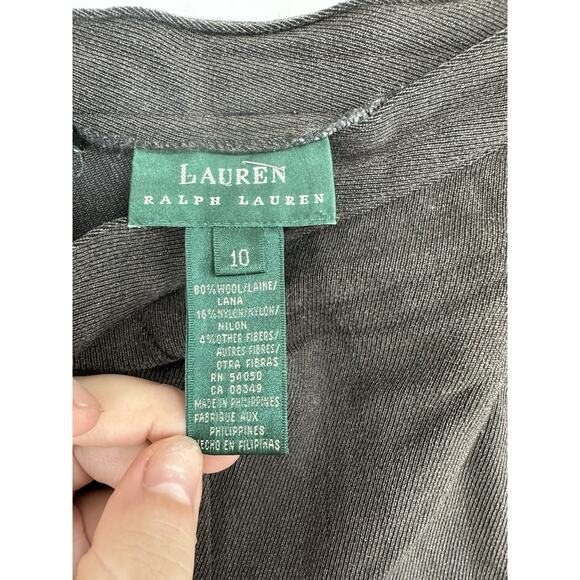 LAUREN
RALPH LAUREN
10
80% WOOL/LAINE/
LANA
16% NYLON/NYLON/
NILON
4% OTHER FIBERS/
AUTRES FIBRES/
OTRA FIBRAS
RN 54050
CA 08349
MADE IN PHILIPPINES
FABRIQUE AUX
PHILIPPINES
HECHO EN FILIPINAS